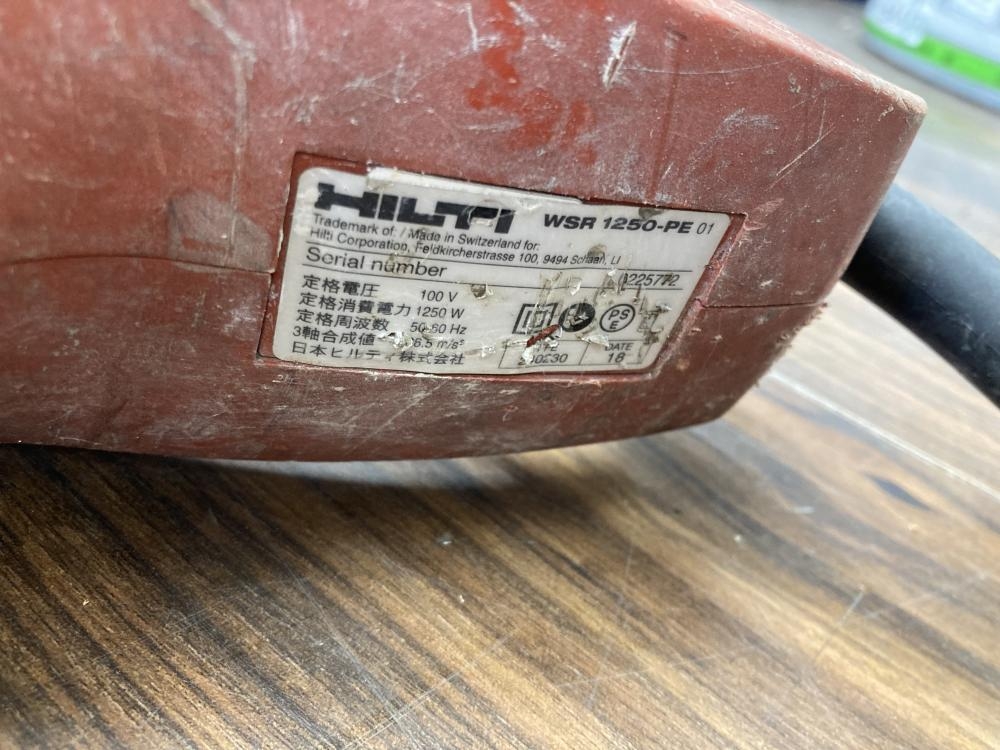 HILTI WSR 1250-PE 01
Trademark of: / Made in Switzerland for:
Hilti Corporation, Feldkircherstrasse 100, 9494 Schaan, LI
Serial number 225772
定格電圧 100 V
定格消費電力 1250 W
定格周波数 50-60 Hz
3軸合成値 m/s²
日本ヒルティ株式会社
PS
E
DATE
18